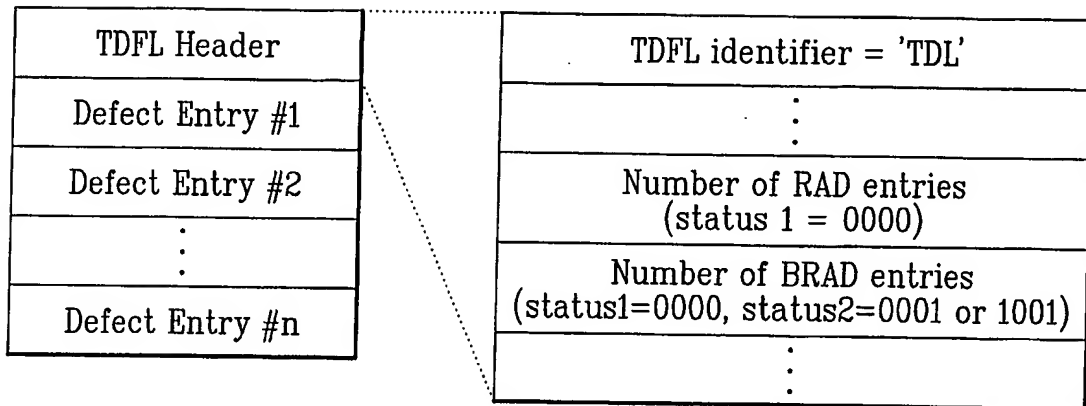 TDFL Header
Defect Entry #1
Defect Entry #2
Defect Entry #n
TDFL identifier = 'TDL'
Number of RAD entries
(status 1 = 0000)
Number of BRAD entries
(status1=0000, status2=0001 or 1001)